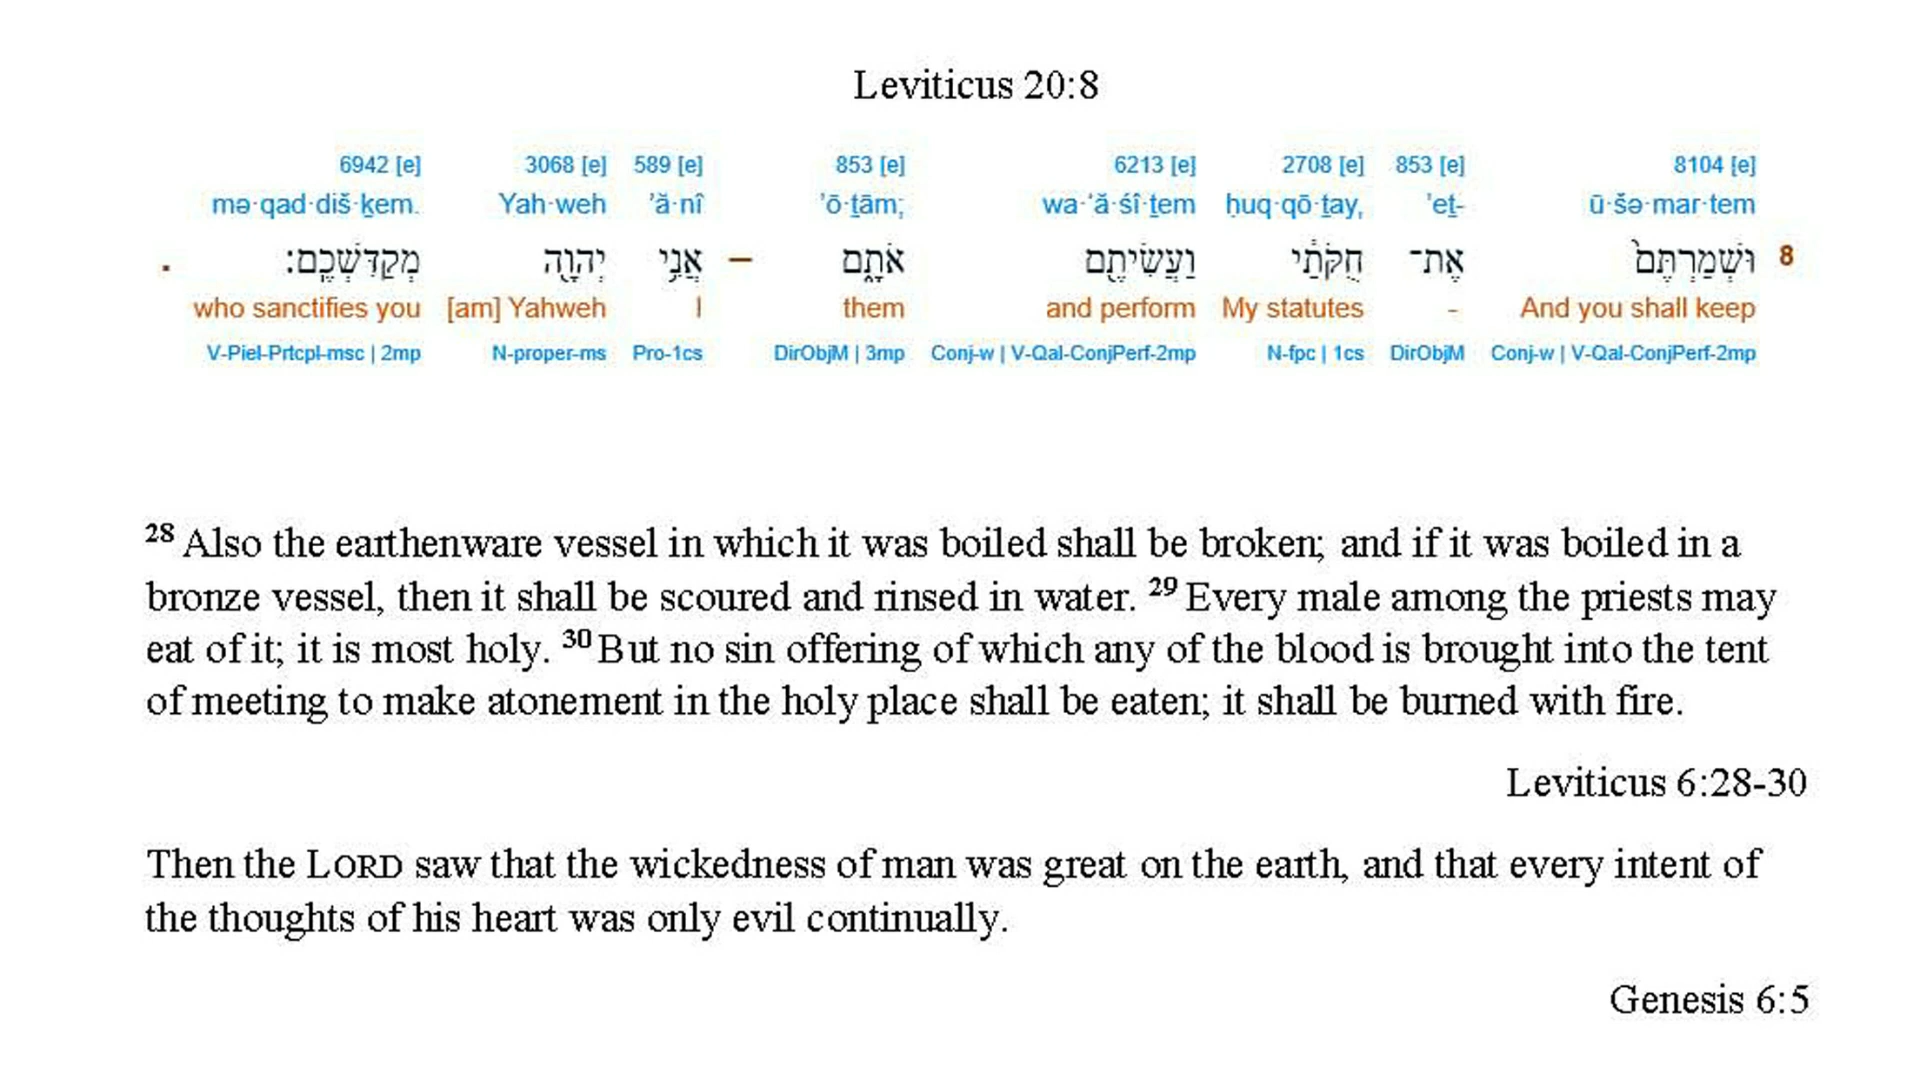 Leviticus 20:8
6942 [e] 3068 [e] 589 [e] 853 [e] 6213 [e] 2708 [e] 853 [e] 8104 [e]
mə·qad·diš·ḵem. Yah·weh ’ă·nî ’ō·ṯām; wa·‘ă·śî·ṯem ḥuq·qō·ṯay, ’eṯ- ū·šə·mar·tem
8 וּשְׁמַרְתֶּם֙ אֶת־ חֻקֹּתַ֔י וַעֲשִׂיתֶ֖ם אֹתָ֑ם – אֲנִ֥י יְהוָ֖ה מְקַדִּשְׁכֶֽם׃ .
who sanctifies you [am] Yahweh I them and perform My statutes - And you shall keep
V-Piel-Prtcpl-msc | 2mp N-proper-ms Pro-1cs DirObjM | 3mp Conj-w | V-Qal-ConjPerf-2mp N-fpc | 1cs DirObjM Conj-w | V-Qal-ConjPerf-2mp
28 Also the earthenware vessel in which it was boiled shall be broken; and if it was boiled in a
bronze vessel, then it shall be scoured and rinsed in water. 29 Every male among the priests may
eat of it; it is most holy. 30 But no sin offering of which any of the blood is brought into the tent
of meeting to make atonement in the holy place shall be eaten; it shall be burned with fire.
Leviticus 6:28-30
Then the LORD saw that the wickedness of man was great on the earth, and that every intent of
the thoughts of his heart was only evil continually.
Genesis 6:5